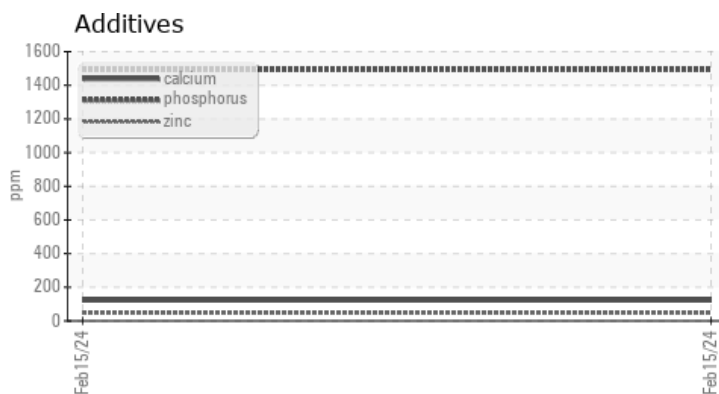 Additives
1600
1400
1200
1000
800
600
400
200
0
ppm
calcium
phosphorus
zinc
Feb15/24
Feb15/24